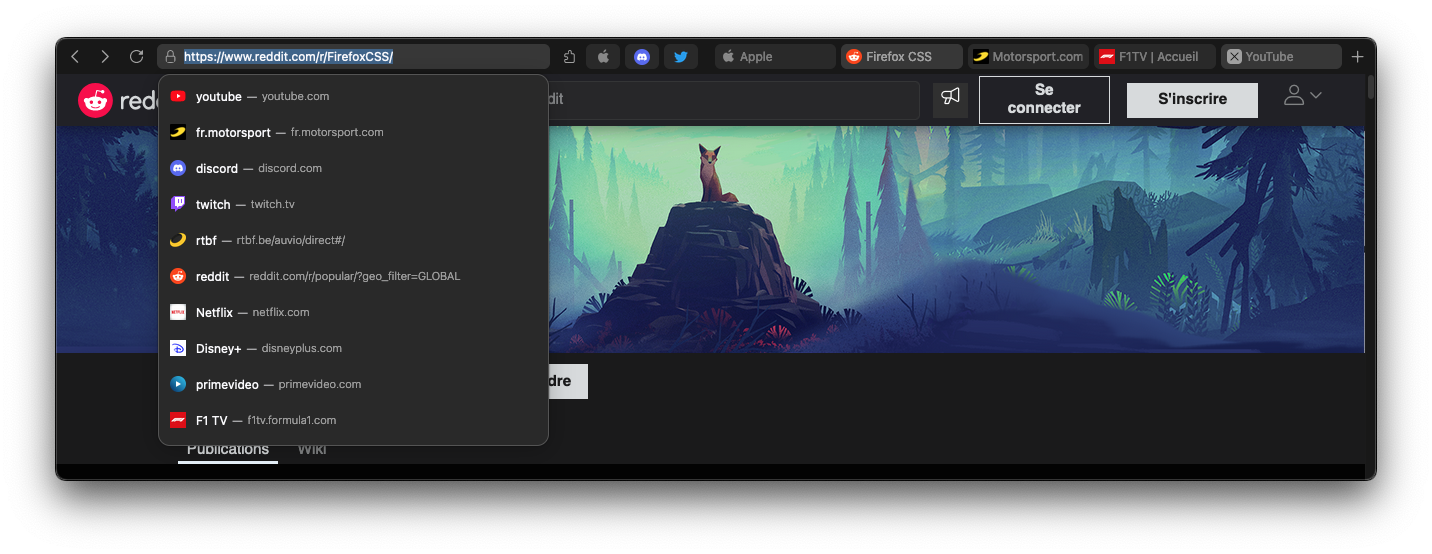 https://www.reddit.com/r/FirefoxCSS/
Apple
Firefox CSS
Motorsport.com
F1TV | Accueil
YouTube
redd
dit
Se
connecter
S'inscrire
youtube — youtube.com
fr.motorsport — fr.motorsport.com
discord — discord.com
twitch — twitch.tv
rtbf — rtbf.be/auvio/direct#/
reddit — reddit.com/r/popular/?geo_filter=GLOBAL
Netflix — netflix.com
Disney+ — disneyplus.com
primevideo — primevideo.com
F1 TV — f1tv.formula1.com
dre
Publications
Wiki